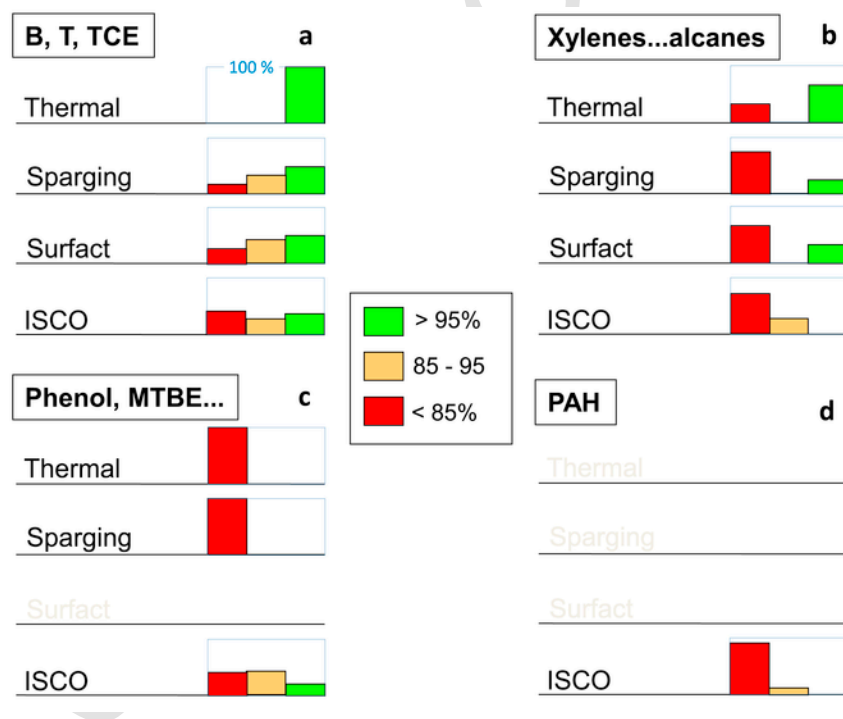 B, T, TCE
a
100 %
Thermal
Sparging
Surfact
ISCO
Xylenes...alcanes
b
Thermal
Sparging
Surfact
ISCO
> 95%
85 - 95
< 85%
Phenol, MTBE...
c
Thermal
Sparging
Surfact
ISCO
PAH
d
Thermal
Sparging
Surfact
ISCO